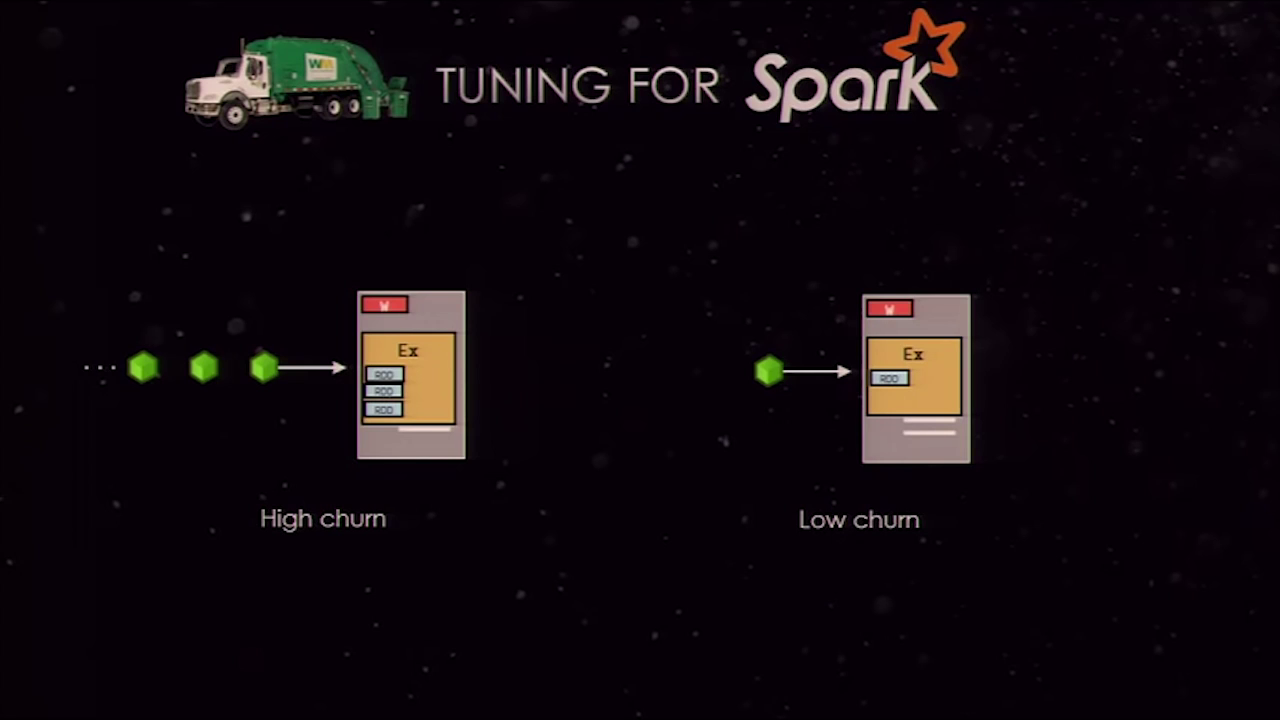 WM
TUNING FOR Spark
W
Ex
RDD
RDD
RDD
W
Ex
RDD
High churn
Low churn